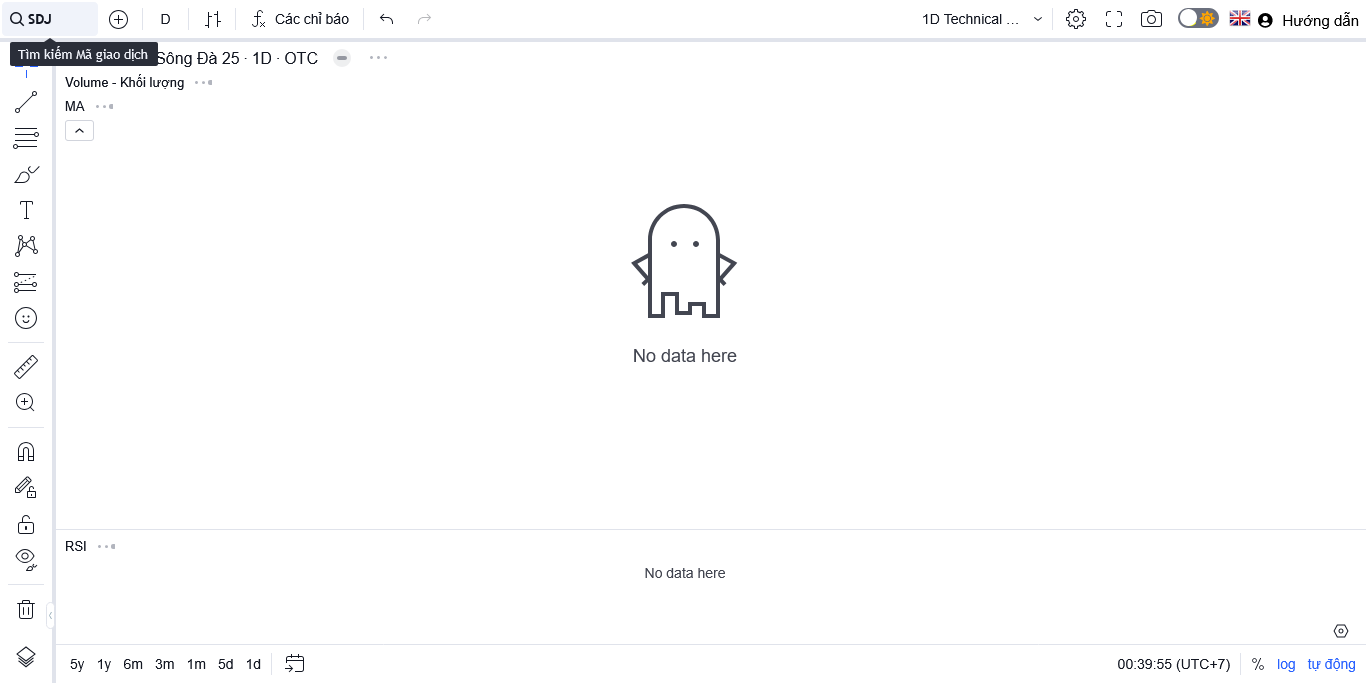 SDJ
D
Các chỉ báo
1D Technical ...
Hướng dẫn
Tìm kiếm Mã giao dịch
Sông Đà 25 · 1D · OTC
Volume - Khối lượng
MA
No data here
RSI
No data here
5y 1y 6m 3m 1m 5d 1d
00:39:55 (UTC+7)
%
log
tự động